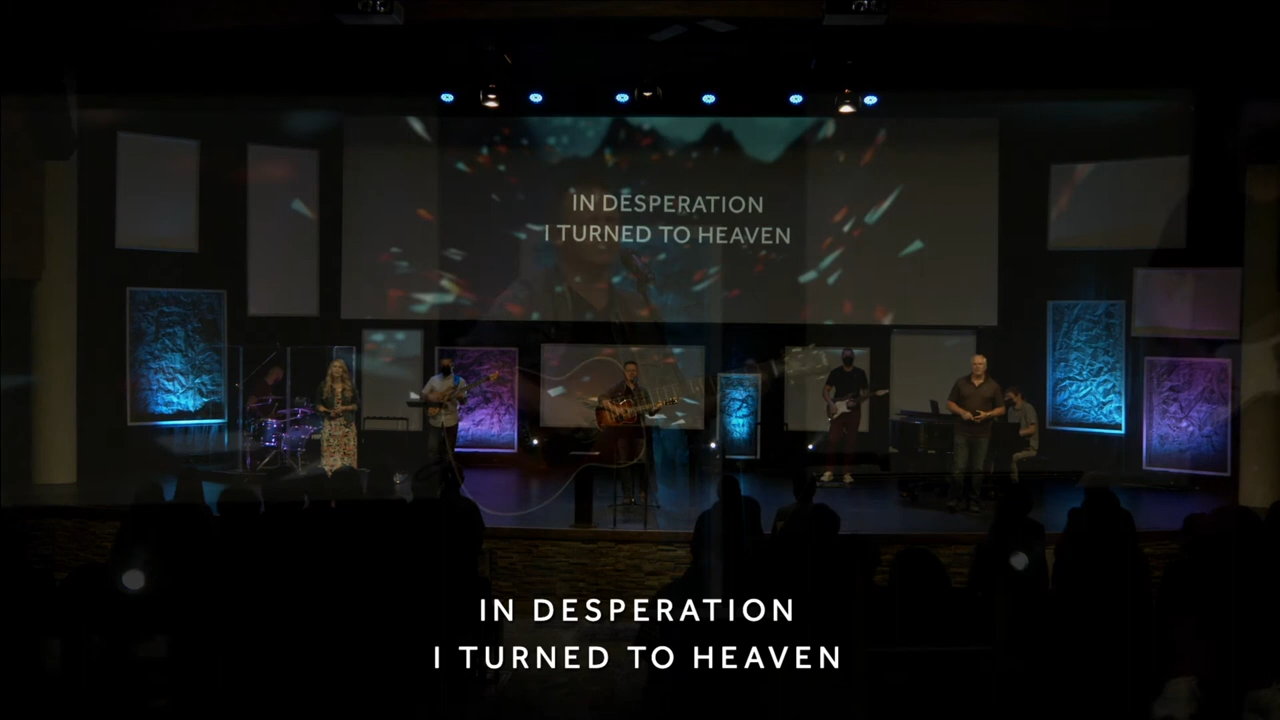 IN DESPERATION
I TURNED TO HEAVEN
IN DESPERATION
I TURNED TO HEAVEN